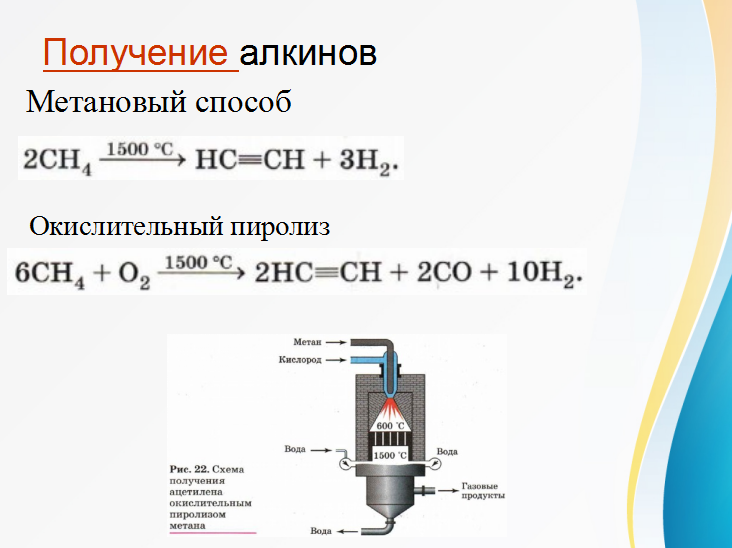 Получение алкинов
Метановый способ
2CH₄ 1500 °C → HC≡CH + 3H₂.
Окислительный пиролиз
6CH₄ + O₂ 1500 °C → 2HC≡CH + 2CO + 10H₂.
Метан
Кислород
600 °C
Вода
1500 °C
Вода
Рис. 22. Схема
получения
ацетилена
окислительным
пиролизом
метана
Газовые
продукты
Вода